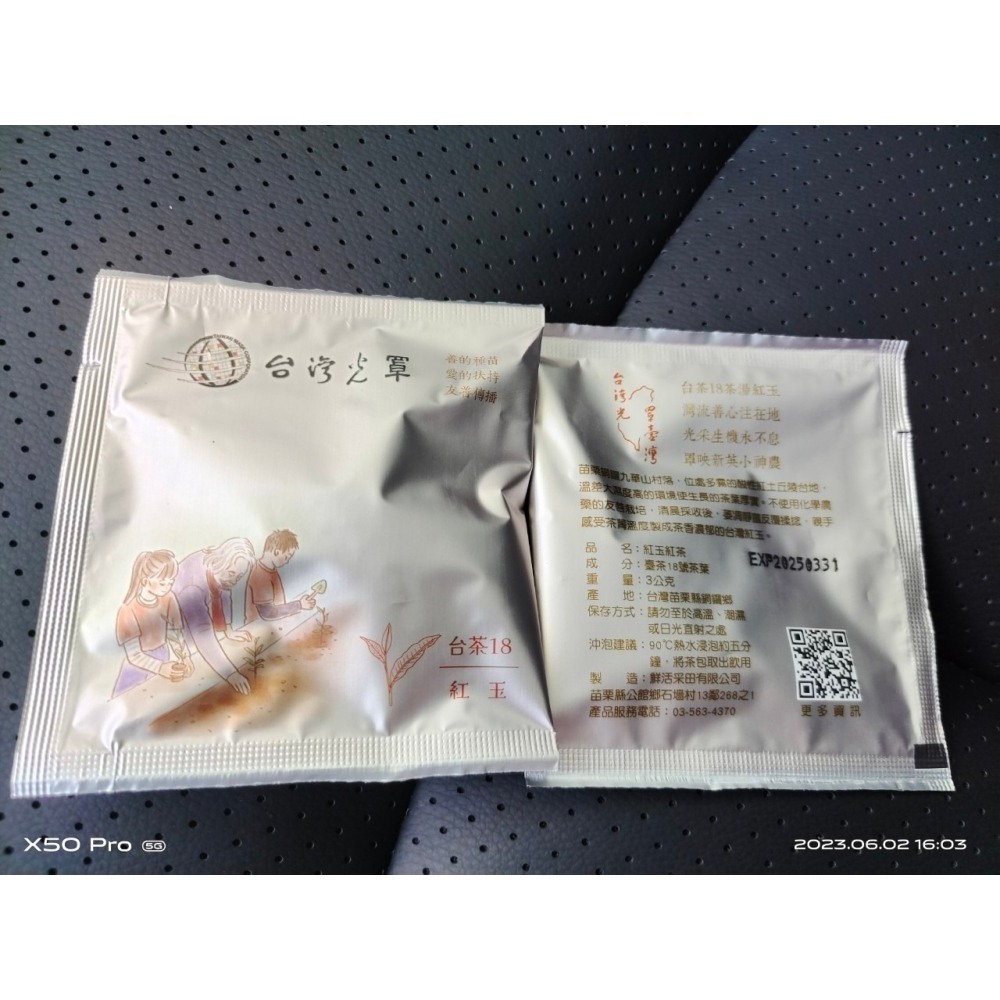 台灣光罩
善的種苗
愛的扶持
友善傳播
台茶18
紅玉
台灣光
罩臺灣
台茶18茶湯紅玉
灣流善心注在地
光采生機永不息
罩映新英小神農
苗栗銅鑼九華山村落，位處多霧的酸性紅土丘陵台地，
溫差大濕度高的環境使生長的茶葉厚實。不使用化學農
藥的友善栽培，清晨採收後，萎凋靜置反覆揉捻，親手
感受茶菁溫度製成茶香濃郁的台灣紅玉。
品名：紅玉紅茶
EXP20250331
成分：臺茶18號茶葉
重量：3公克
產地：台灣苗栗縣銅鑼鄉
保存方式：請勿至於高溫、潮濕
或日光直射之處
沖泡建議：90℃熱水浸泡約五分
鐘，將茶包取出飲用
製造：鮮活采田有限公司
苗栗縣公館鄉石墻村13鄰268之1
產品服務電話：03-563-4370
更多資訊
X50 Pro 5G
2023.06.02 16:03